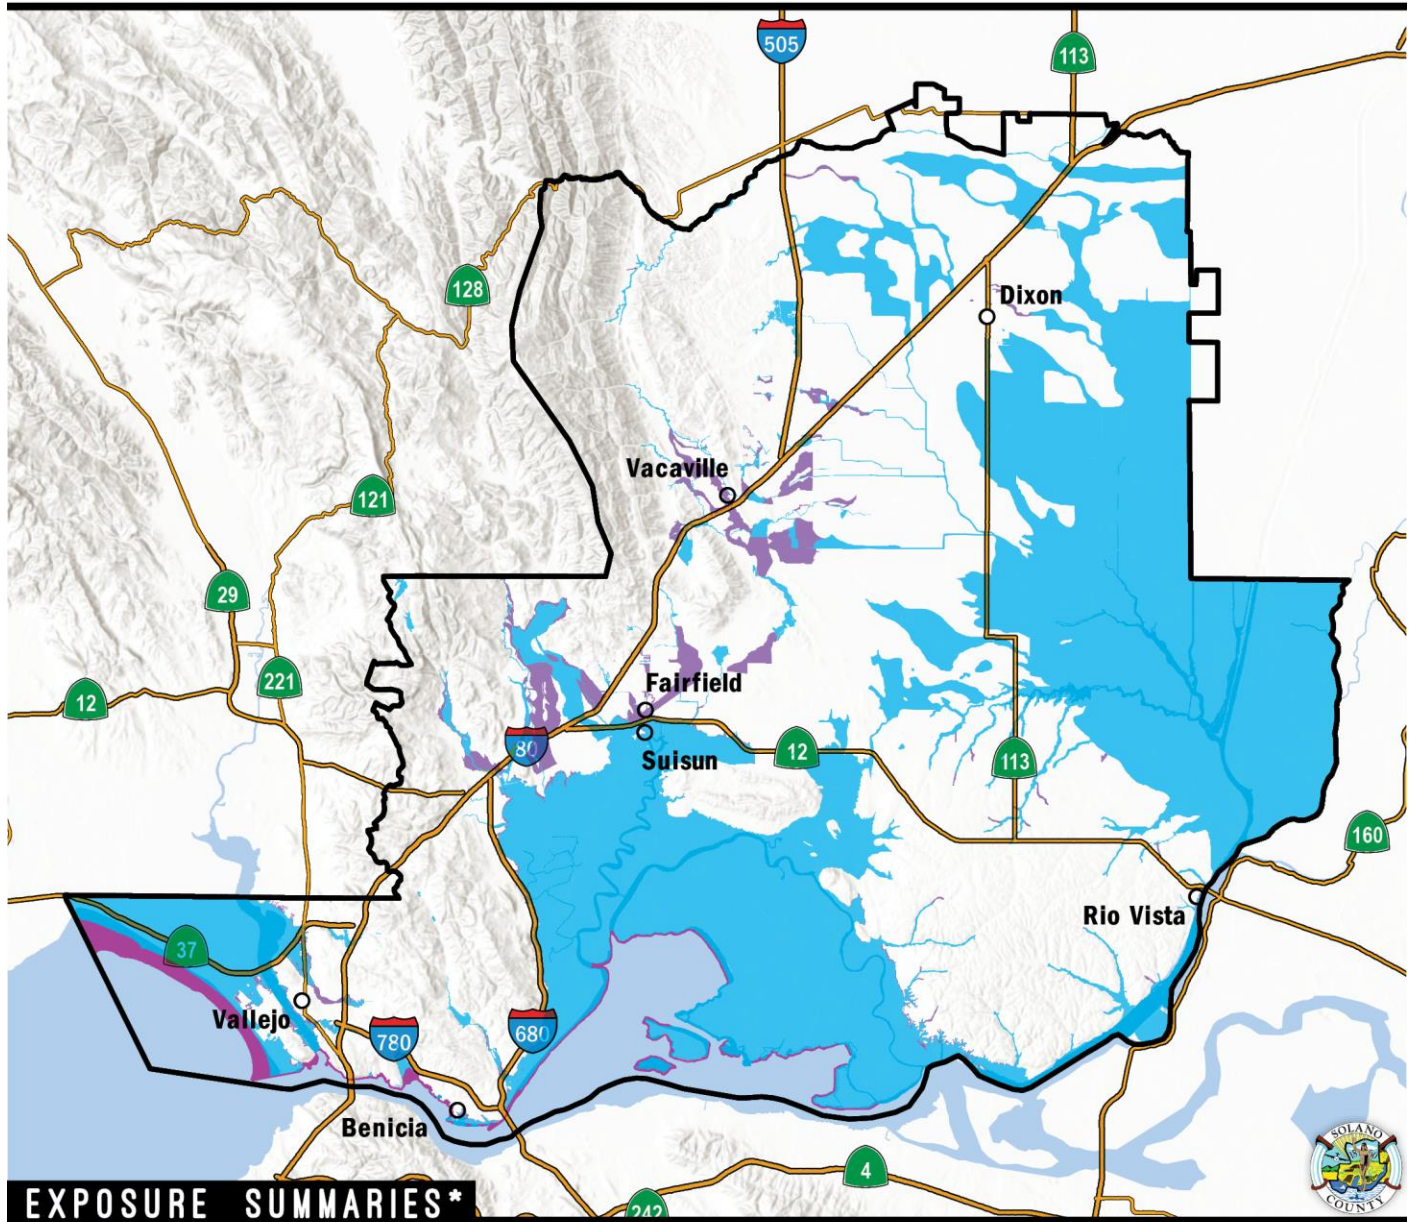 505
113
128
Dixon
Vacaville
121
29
221
12
Fairfield
80
Suisun
12
113
160
37
Rio Vista
Vallejo
780
680
Benicia
4
242
EXPOSURE SUMMARIES*
SOLANO
COUNTY